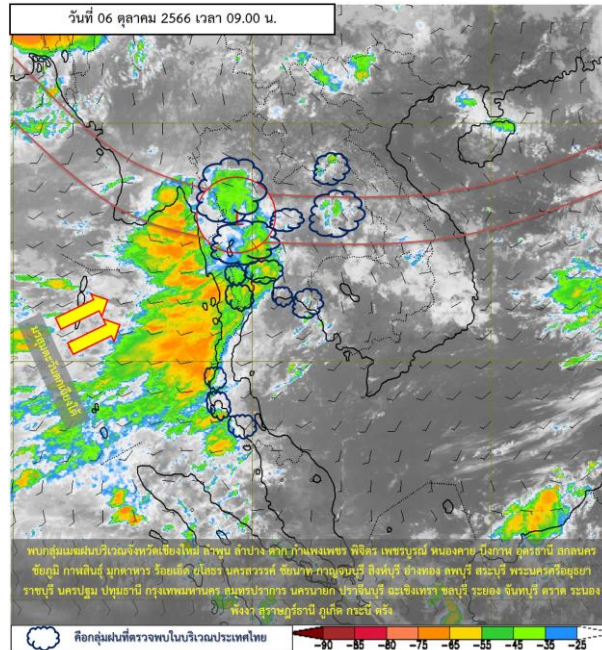 วันที่ 06 ตุลาคม 2566 เวลา 09.00 น.
มรสุมตะวันตกเฉียงใต้
พบกลุ่มเมฆฝนบริเวณจังหวัดเชียงใหม่ ลำพูน ลำปาง ตาก กำแพงเพชร พิจิตร เพชรบูรณ์ หนองคาย บึงกาฬ อุดรธานี สกลนคร
ชัยภูมิ กาฬสินธุ์ มุกดาหาร ร้อยเอ็ด ยโสธร นครสวรรค์ ชัยนาท กาญจนบุรี สิงห์บุรี อ่างทอง ลพบุรี สระบุรี พระนครศรีอยุธยา
ราชบุรี นครปฐม ปทุมธานี กรุงเทพมหานคร สมุทรปราการ นครนายก ปราจีนบุรี ฉะเชิงเทรา ชลบุรี ระยอง จันทบุรี ตราด ระนอง
พังงา สุราษฎร์ธานี ภูเก็ต กระบี่ ตรัง
คือกลุ่มฝนที่ตรวจพบในบริเวณประเทศไทย
-90 -85 -80 -75 -65 -55 -45 -35 -25